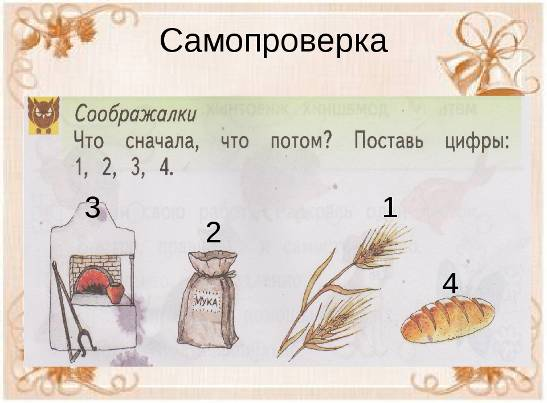 Самопроверка
Соображалки
Что сначала, что потом? Поставь цифры:
1, 2, 3, 4.
3
2
1
4
МУКА